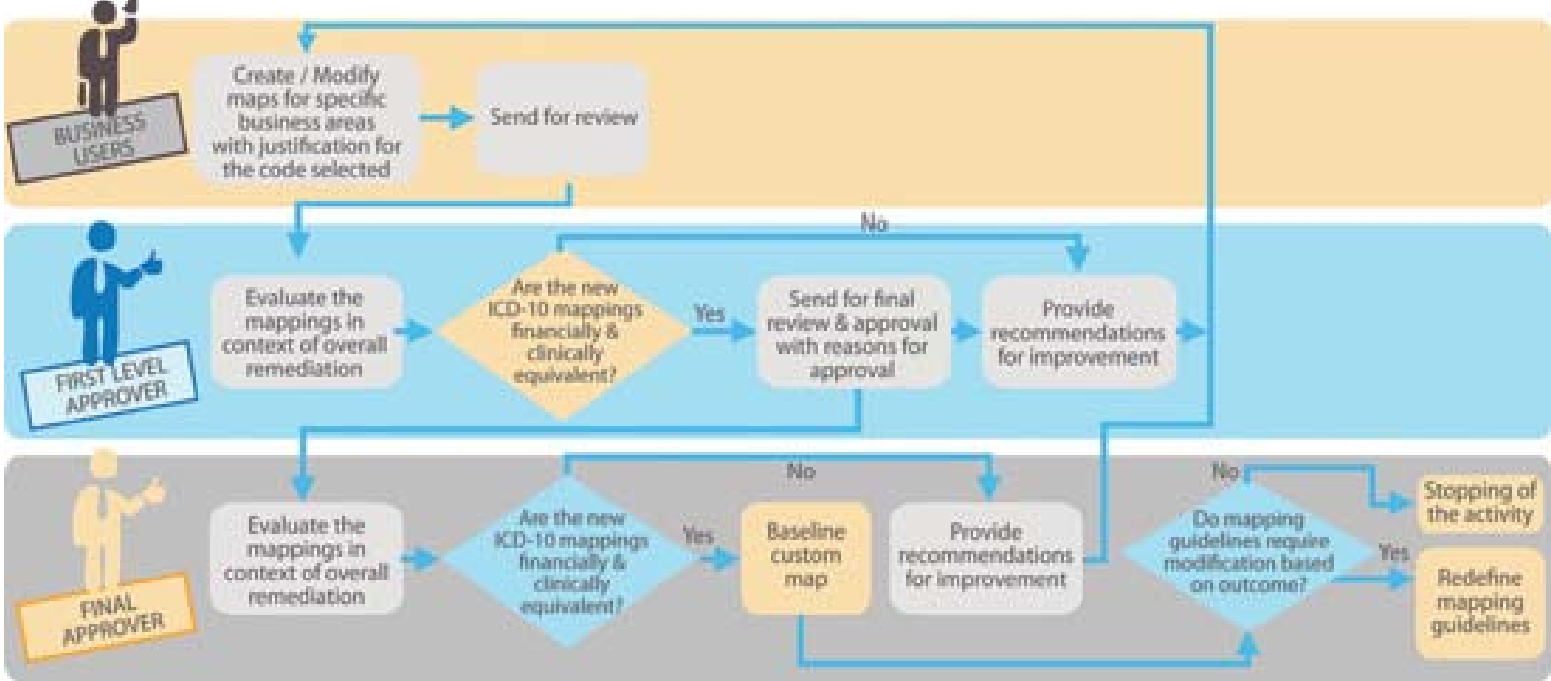 BUSINESS
USERS
Create / Modify
maps for specific
business areas
with justification for
the code selected
Send for review
FIRST LEVEL
APPROVER
Evaluate the
mappings in
context of overall
remediation
Are the new
ICD-10 mappings
financially &
clinically
equivalent?
No
Yes
Send for final
review & approval
with reasons for
approval
Provide
recommendations
for improvement
FINAL
APPROVER
Evaluate the
mappings in
context of overall
remediation
Are the new
ICD-10 mappings
financially &
clinically
equivalent?
No
Yes
Baseline
custom
map
Provide
recommendations
for improvement
Do mapping
guidelines require
modification based
on outcome?
No
Stopping of
the activity
Yes
Redefine
mapping
guidelines